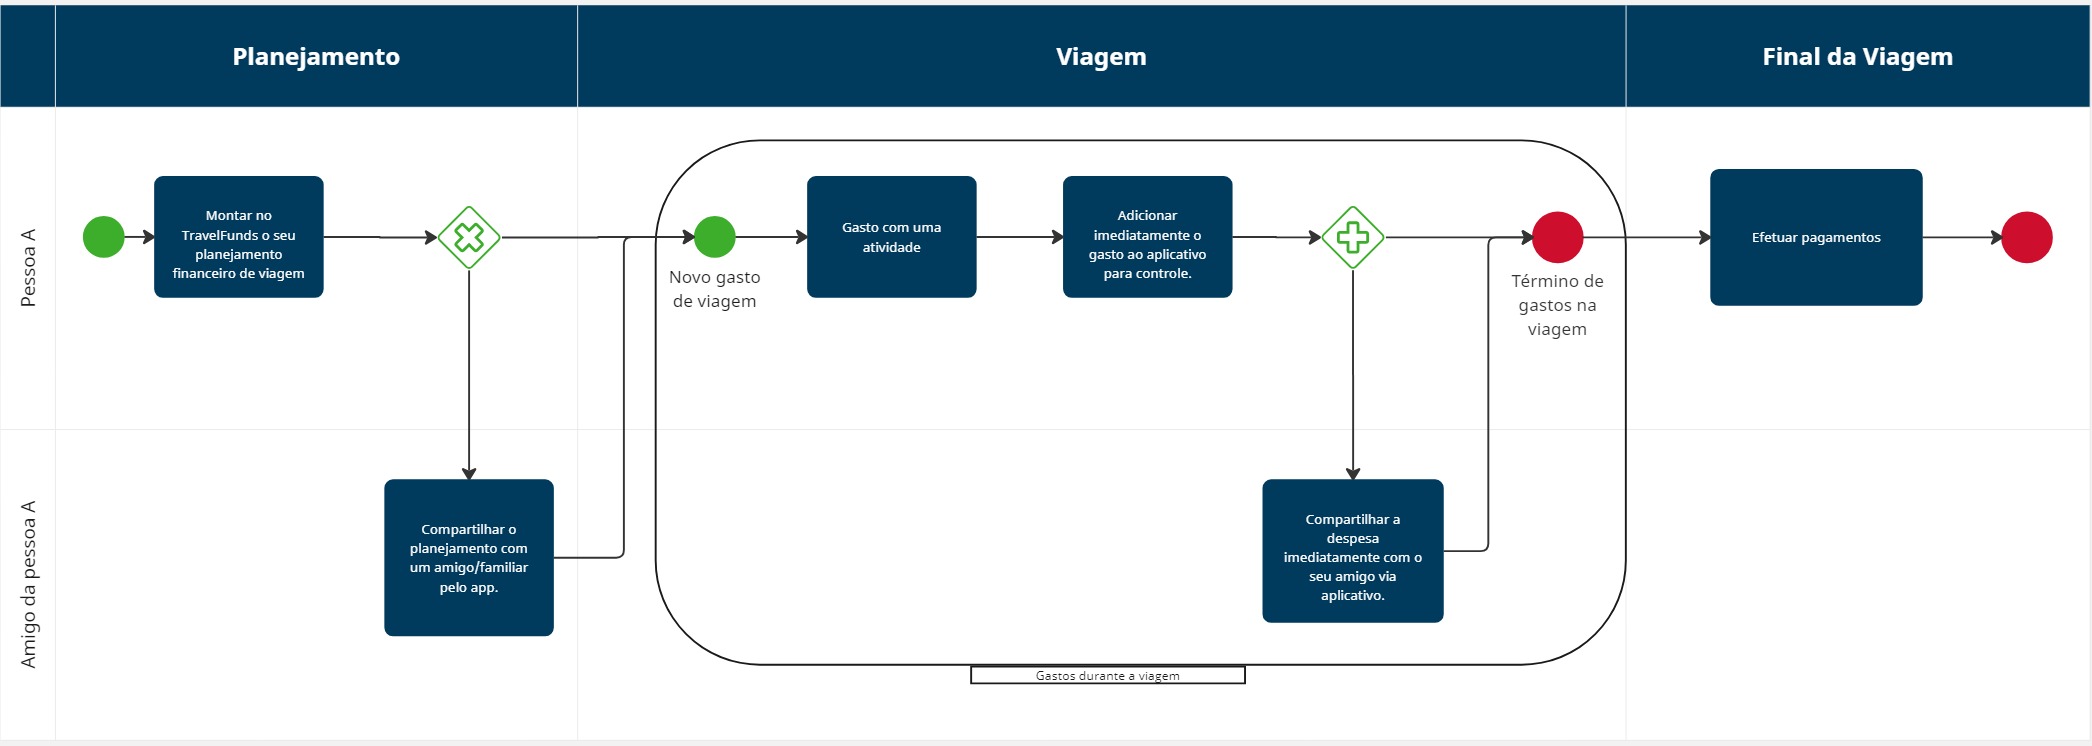 Planejamento
Viagem
Final da Viagem
Pessoa A
Montar no
TravelFunds o seu
planejamento
financeiro de viagem
Novo gasto
de viagem
Gasto com uma
atividade
Adicionar
imediatamente o
gasto ao aplicativo
para controle.
Término de
gastos na
viagem
Efetuar pagamentos
Amigo da pessoa A
Compartilhar o
planejamento com
um amigo/familiar
pelo app.
Compartilhar a
despesa
imediatamente com o
seu amigo via
aplicativo.
Gastos durante a viagem